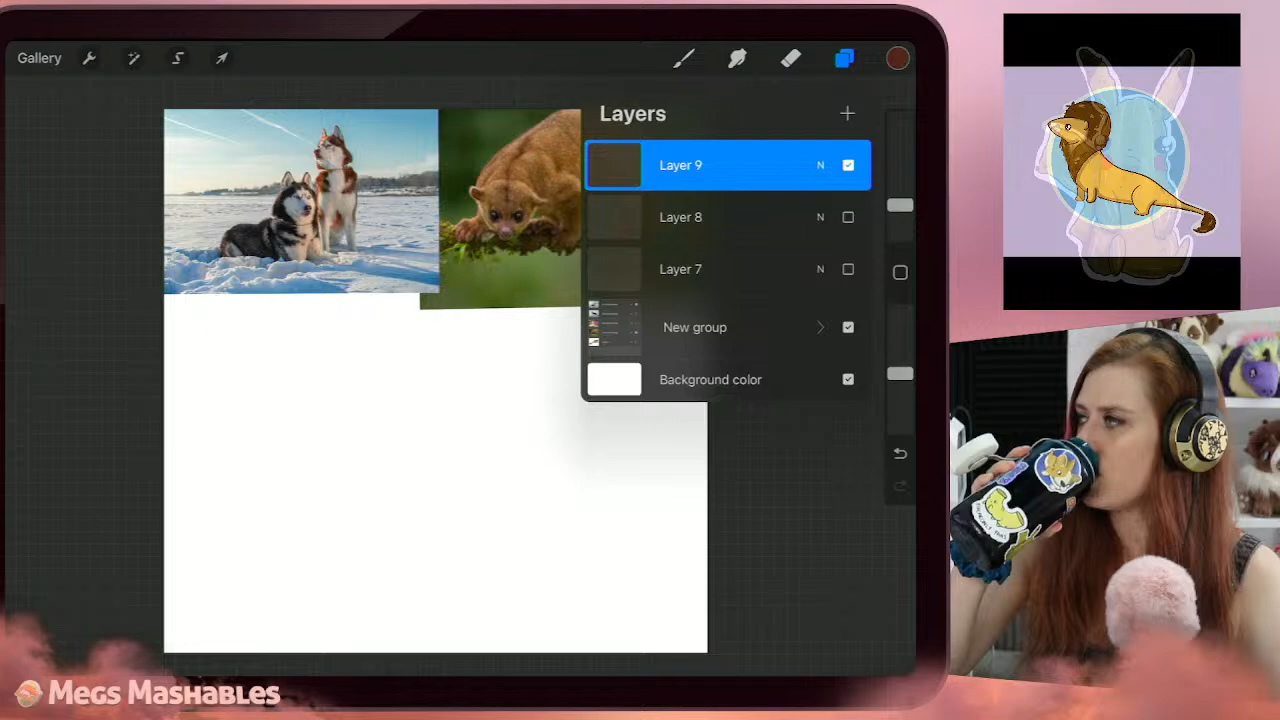 Gallery
Layers
Layer 9 N
Layer 8 N
Layer 7 N
New group
Background color
Megs Mashables